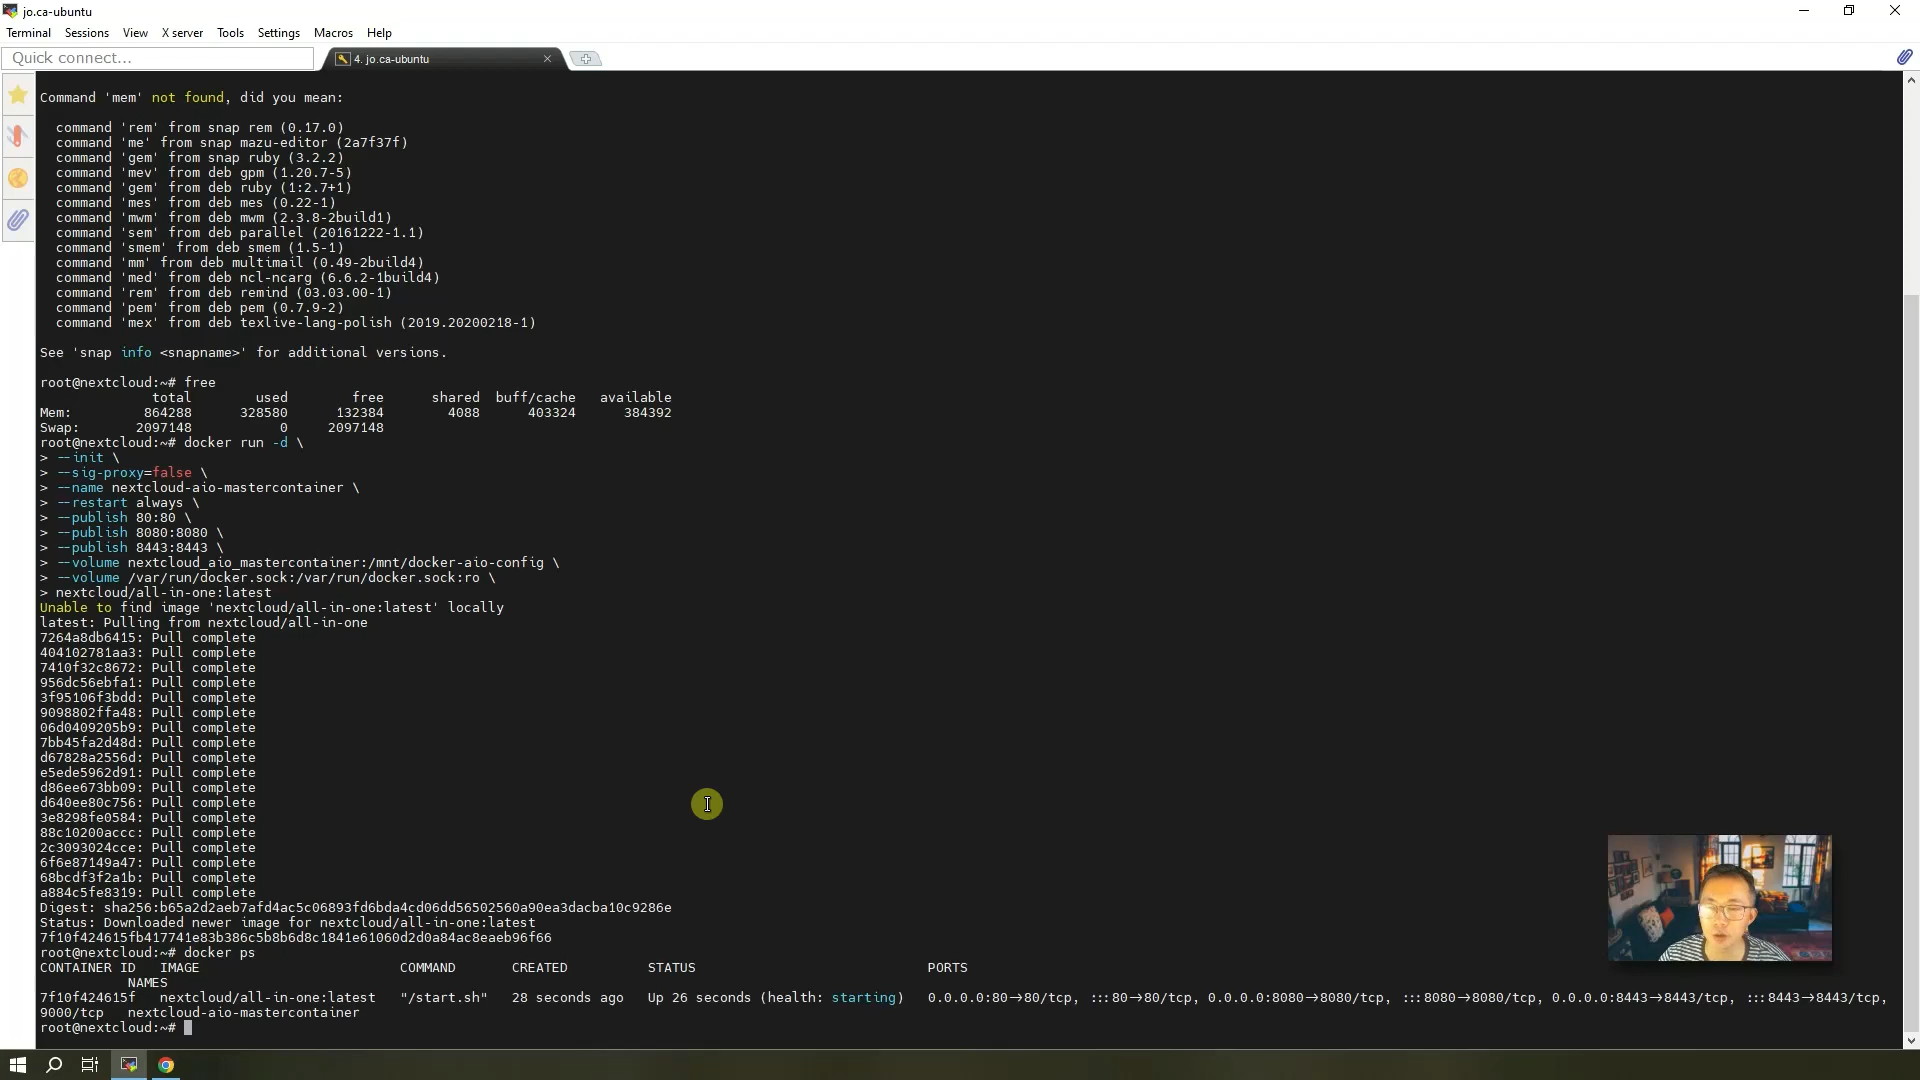 jo.ca-ubuntu
Terminal Sessions View X server Tools Settings Macros Help
Quick connect... 4. jo.ca-ubuntu
Command 'mem' not found, did you mean:
command 'rem' from snap rem (0.17.0)
command 'me' from snap mazu-editor (2a7f37f)
command 'gem' from snap ruby (3.2.2)
command 'mev' from deb gpm (1.20.7-5)
command 'gem' from deb ruby (1:2.7+1)
command 'mes' from deb mes (0.22-1)
command 'mwm' from deb mwm (2.3.8-2build1)
command 'sem' from deb parallel (20161222-1.1)
command 'smem' from deb smem (1.5-1)
command 'mm' from deb multimail (0.49-2build4)
command 'med' from deb ncl-ncarg (6.6.2-1build4)
command 'rem' from deb remind (03.03.00-1)
command 'pem' from deb pem (0.7.9-2)
command 'mex' from deb texlive-lang-polish (2019.20200218-1)
See 'snap info <snapname>' for additional versions.
root@nextcloud:~# free
total used free shared buff/cache available
Mem: 864288 328580 132384 4088 403324 384392
Swap: 2097148 0 2097148
root@nextcloud:~# docker run -d \
> --init \
> --sig-proxy=false \
> --name nextcloud-aio-mastercontainer \
> --restart always \
> --publish 80:80 \
> --publish 8080:8080 \
> --publish 8443:8443 \
> --volume nextcloud_aio_mastercontainer:/mnt/docker-aio-config \
> --volume /var/run/docker.sock:/var/run/docker.sock:ro \
> nextcloud/all-in-one:latest
Unable to find image 'nextcloud/all-in-one:latest' locally
latest: Pulling from nextcloud/all-in-one
7264a8db6415: Pull complete
404102781aa3: Pull complete
7410f32c8672: Pull complete
956dc56ebfa1: Pull complete
3f95106f3bdd: Pull complete
9098802ffa48: Pull complete
06d0409205b9: Pull complete
7bb45fa2d48d: Pull complete
d67828a2556d: Pull complete
e5ede5962d91: Pull complete
d86ee673bb09: Pull complete
d640ee80c756: Pull complete
3e8298fe0584: Pull complete
88c10200accc: Pull complete
2c3093024cce: Pull complete
6f6e87149a47: Pull complete
68bcdf3f2a1b: Pull complete
a884c5fe8319: Pull complete
Digest: sha256:b65a2d2aeb7afd4ac5c06893fd6bda4cd06dd56502560a90ea3dacba10c9286e
Status: Downloaded newer image for nextcloud/all-in-one:latest
7f10f424615fb417741e83b386c5b8b6d8c1841e61060d2d0a84ac8eaeb96f66
root@nextcloud:~# docker ps
CONTAINER ID IMAGE COMMAND CREATED STATUS PORTS
NAMES
7f10f424615f nextcloud/all-in-one:latest "/start.sh" 28 seconds ago Up 26 seconds (health: starting) 0.0.0.0:80->80/tcp, :::80->80/tcp, 0.0.0.0:8080->8080/tcp, :::8080->8080/tcp, 0.0.0.0:8443->8443/tcp, :::8443->8443/tcp,
9000/tcp nextcloud-aio-mastercontainer
root@nextcloud:~#